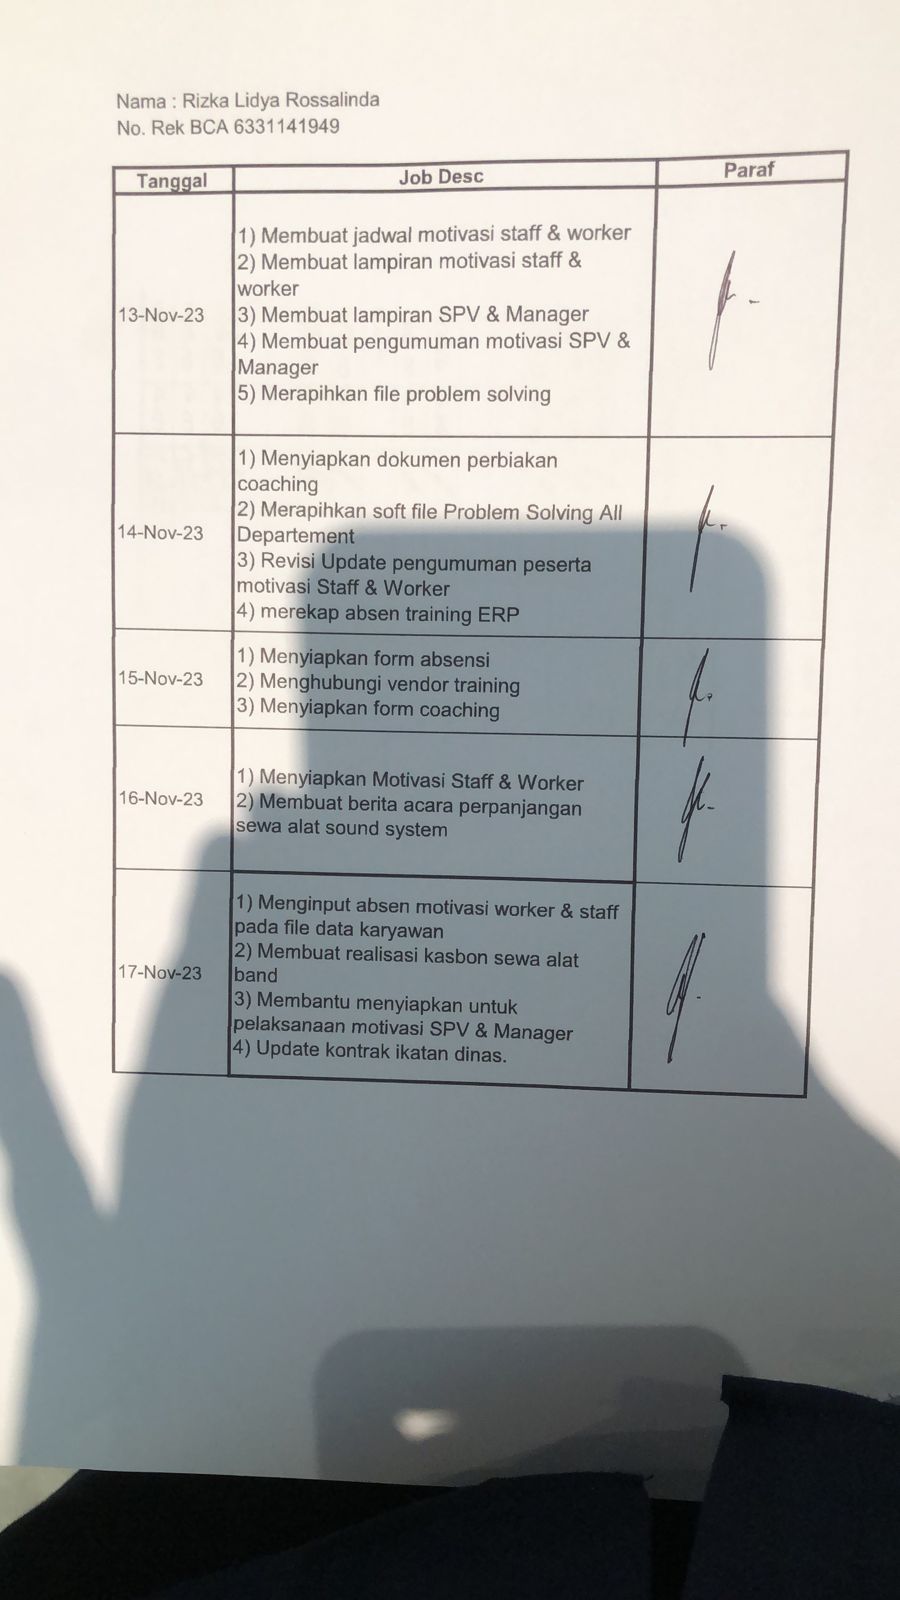 Nama : Rizka Lidya Rossalinda
No. Rek BCA 6331141949
Tanggal Job Desc Paraf
13-Nov-23
1) Membuat jadwal motivasi staff & worker
2) Membuat lampiran motivasi staff &
worker
3) Membuat lampiran SPV & Manager
4) Membuat pengumuman motivasi SPV &
Manager
5) Merapihkan file problem solving
14-Nov-23
1) Menyiapkan dokumen perbiakan
coaching
2) Merapihkan soft file Problem Solving All
Departement
3) Revisi Update pengumuman peserta
motivasi Staff & Worker
4) merekap absen training ERP
15-Nov-23
1) Menyiapkan form absensi
2) Menghubungi vendor training
3) Menyiapkan form coaching
16-Nov-23
1) Menyiapkan Motivasi Staff & Worker
2) Membuat berita acara perpanjangan
sewa alat sound system
17-Nov-23
1) Menginput absen motivasi worker & staff
pada file data karyawan
2) Membuat realisasi kasbon sewa alat
band
3) Membantu menyiapkan untuk
pelaksanaan motivasi SPV & Manager
4) Update kontrak ikatan dinas.